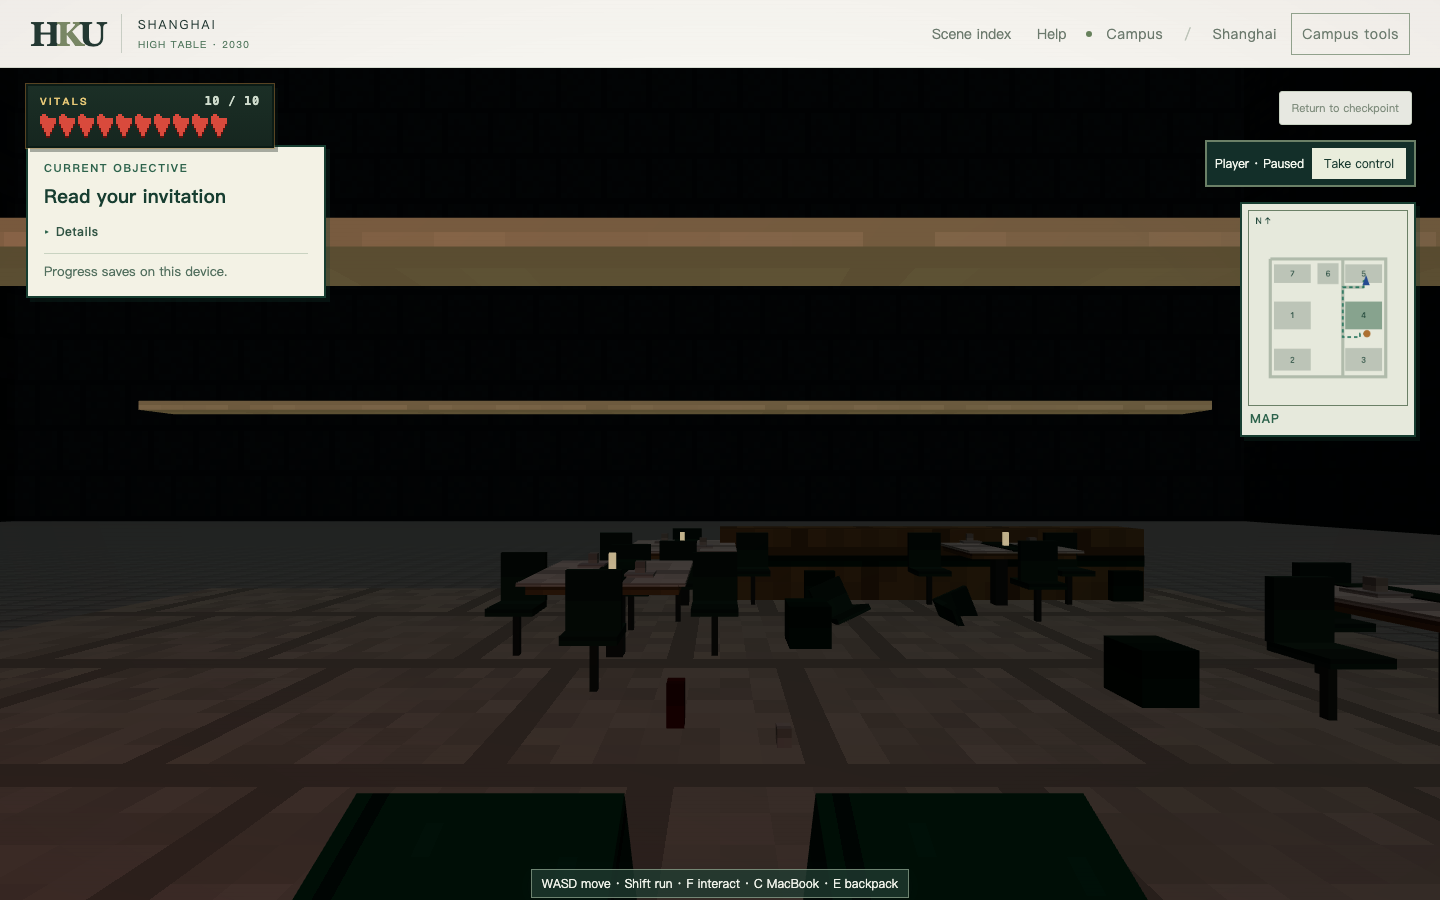 HKU
SHANGHAI
HIGH TABLE · 2030
Scene index
Help
Campus
/
Shanghai
Campus tools
VITALS
10 / 10
CURRENT OBJECTIVE
Read your invitation
▸ Details
Progress saves on this device.
Return to checkpoint
Player · Paused
Take control
N ↑
7
6
5
1
4
2
3
MAP
WASD move · Shift run · F interact · C MacBook · E backpack